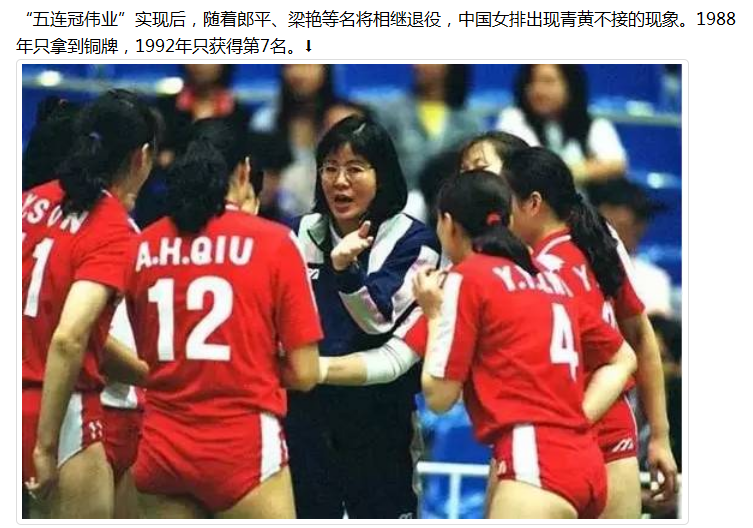 “五连冠伟业”实现后，随着郎平、梁艳等名将相继退役，中国女排出现青黄不接的现象。1988
年只拿到铜牌，1992年只获得第7名。⬇
A.H.QIU
12
4